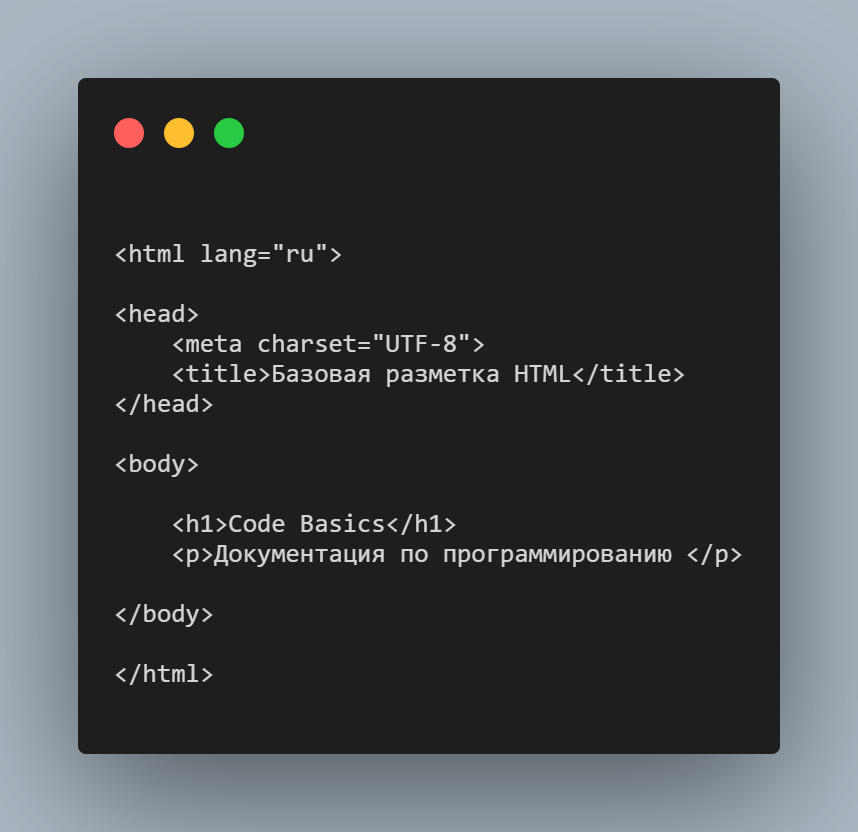 <html lang="ru">
<head>
    <meta charset="UTF-8">
    <title>Базовая разметка HTML</title>
</head>
<body>
    <h1>Code Basics</h1>
    <p>Документация по программированию </p>
</body>
</html>